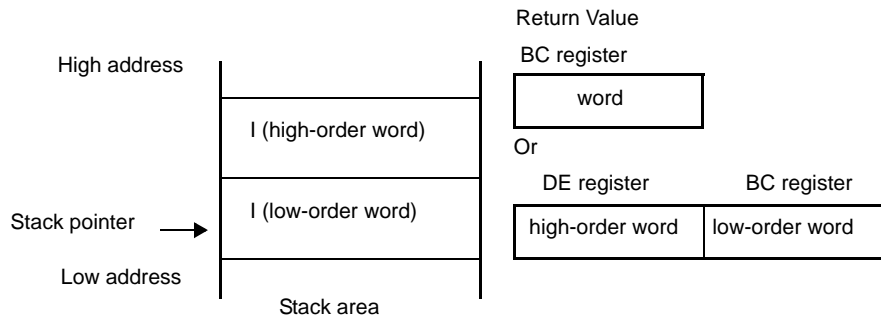 Return Value
High address
BC register
word
I (high-order word)
Or
DE register
BC register
I (low-order word)
Stack pointer
high-order word
low-order word
Low address
Stack area